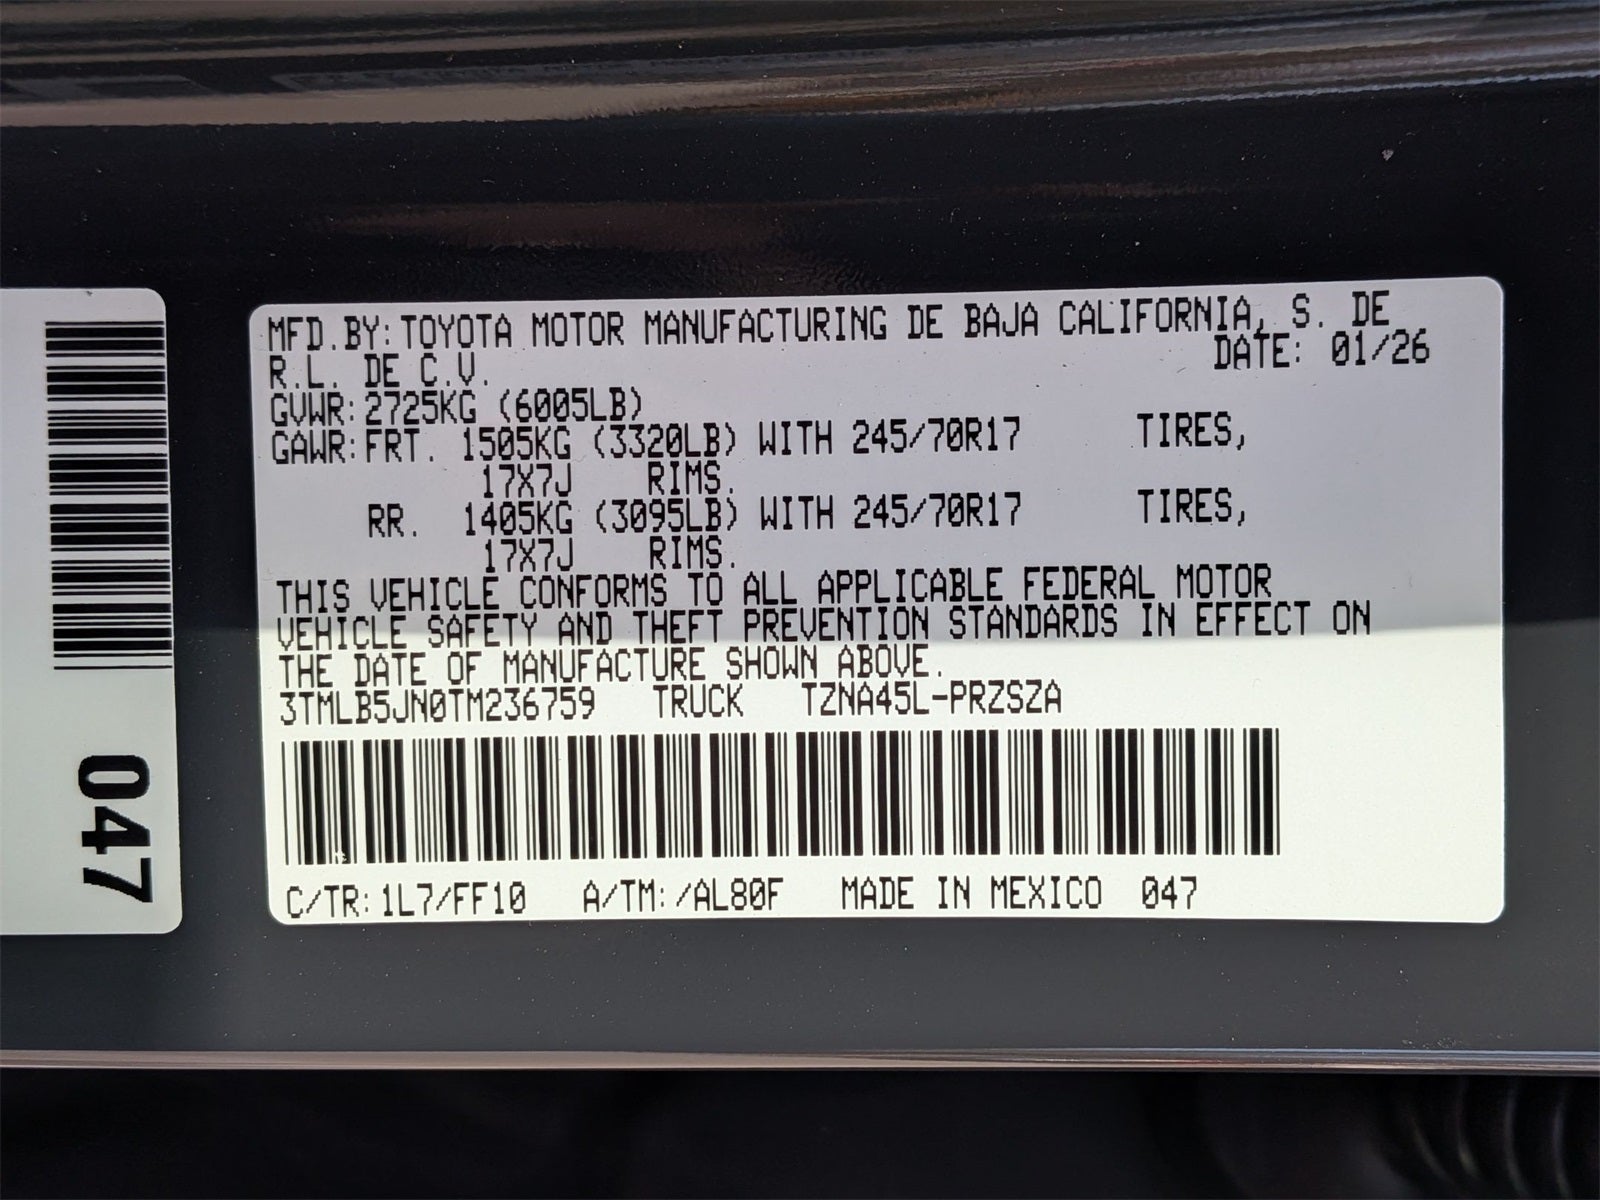 MFD.BY:TOYOTA MOTOR MANUFACTURING DE BAJA CALIFORNIA, S. DE
R.L. DE C.V. DATE: 01/26
GVWR:2725KG (6005LB)
GAWR:FRT. 1505KG (3320LB) WITH 245/70R17 TIRES,
17X7J RIMS.
RR. 1405KG (3095LB) WITH 245/70R17 TIRES,
17X7J RIMS.
THIS VEHICLE CONFORMS TO ALL APPLICABLE FEDERAL MOTOR
VEHICLE SAFETY AND THEFT PREVENTION STANDARDS IN EFFECT ON
THE DATE OF MANUFACTURE SHOWN ABOVE.
3TMLB5JN0TM236759 TRUCK TZNA45L-PRZSZA
C/TR:1L7/FF10 A/TM:/AL80F MADE IN MEXICO 047
047